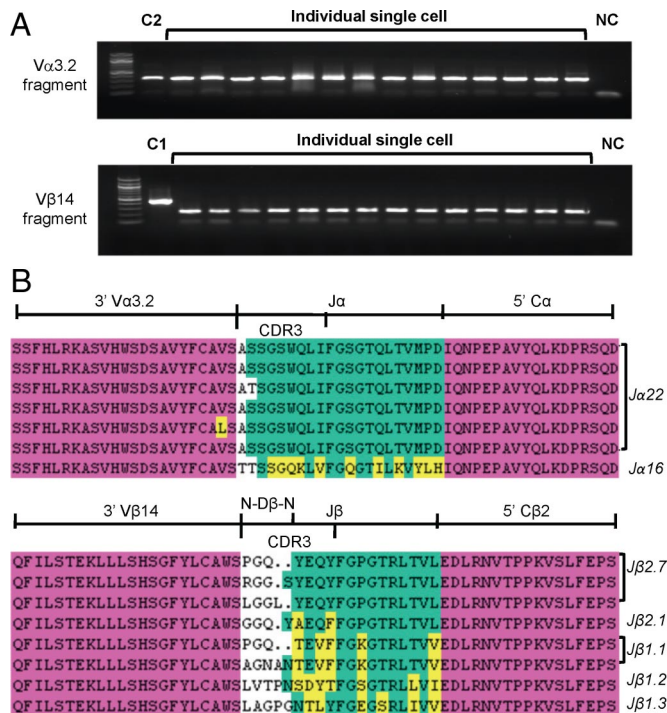 A
C2 Individual single cell NC
Vα3.2
fragment
C1 Individual single cell NC
Vβ14
fragment
B
3' Vα3.2 Jα 5' Cα
CDR3
SSFHLRKASVHWSDSAVYFCAVSASSGSWQLIFGSGTQLTVMPDIQNPEPAVYQLKDPRSQD
SSFHLRKASVHWSDSAVYFCAVSASSGSWQLIFGSGTQLTVMPDIQNPEPAVYQLKDPRSQD
SSFHLRKASVHWSDSAVYFCAVSATSGSWQLIFGSGTQLTVMPDIQNPEPAVYQLKDPRSQD
SSFHLRKASVHWSDSAVYFCAVSASSGSWQLIFGSGTQLTVMPDIQNPEPAVYQLKDPRSQD
SSFHLRKASVHWSDSAVYFCALSASSGSWQLIFGSGTQLTVMPDIQNPEPAVYQLKDPRSQD
SSFHLRKASVHWSDSAVYFCAVSASSGSWQLIFGSGTQLTVMPDIQNPEPAVYQLKDPRSQD
Jα22
SSFHLRKASVHWSDSAVYFCAVSTTSSGQKLVFGQGTILKVYLHIQNPEPAVYQLKDPRSQD Jα16
3' Vβ14 N-Dβ-N Jβ 5' Cβ2
CDR3
QFILSTEKLLLSHSGFYLCAWSPGQ..YEQYFGPGTRLTVLEDLRNVTPPKVSLFEPS
QFILSTEKLLLSHSGFYLCAWSRGG.SYEQYFGPGTRLTVLEDLRNVTPPKVSLFEPS Jβ2.7
QFILSTEKLLLSHSGFYLCAWSLGGL.YEQYFGPGTRLTVLEDLRNVTPPKVSLFEPS
QFILSTEKLLLSHSGFYLCAWSGGQ.YAEQFFGPGTRLTVLEDLRNVTPPKVSLFEPS Jβ2.1
QFILSTEKLLLSHSGFYLCAWSPGQ..TEVFFGKGTRLTVVEDLRNVTPPKVSLFEPS Jβ1.1
QFILSTEKLLLSHSGFYLCAWSAGNANTEVFFGKGTRLTVVEDLRNVTPPKVSLFEPS
QFILSTEKLLLSHSGFYLCAWSLVTPNSDYTFGSGTRLLVIEDLRNVTPPKVSLFEPS Jβ1.2
QFILSTEKLLLSHSGFYLCAWSLAGPGNTLYFGEGSRLIVVEDLRNVTPPKVSLFEPS Jβ1.3